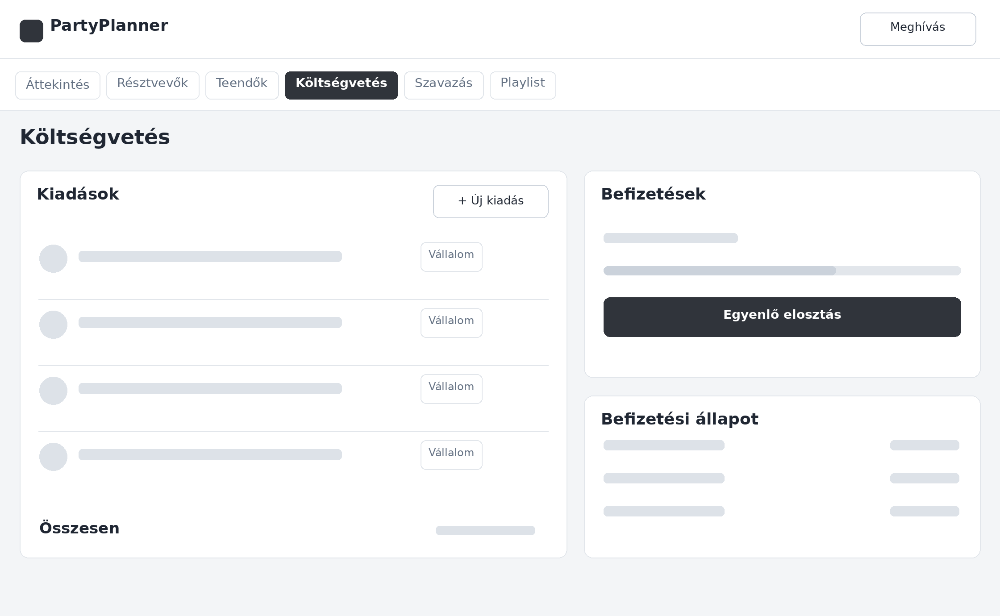 PartyPlanner
Meghívás
Áttekintés
Résztvevők
Teendők
Költségvetés
Szavazás
Playlist
Költségvetés
Kiadások
+ Új kiadás
Vállalom
Vállalom
Vállalom
Vállalom
Összesen
Befizetések
Egyenlő elosztás
Befizetési állapot